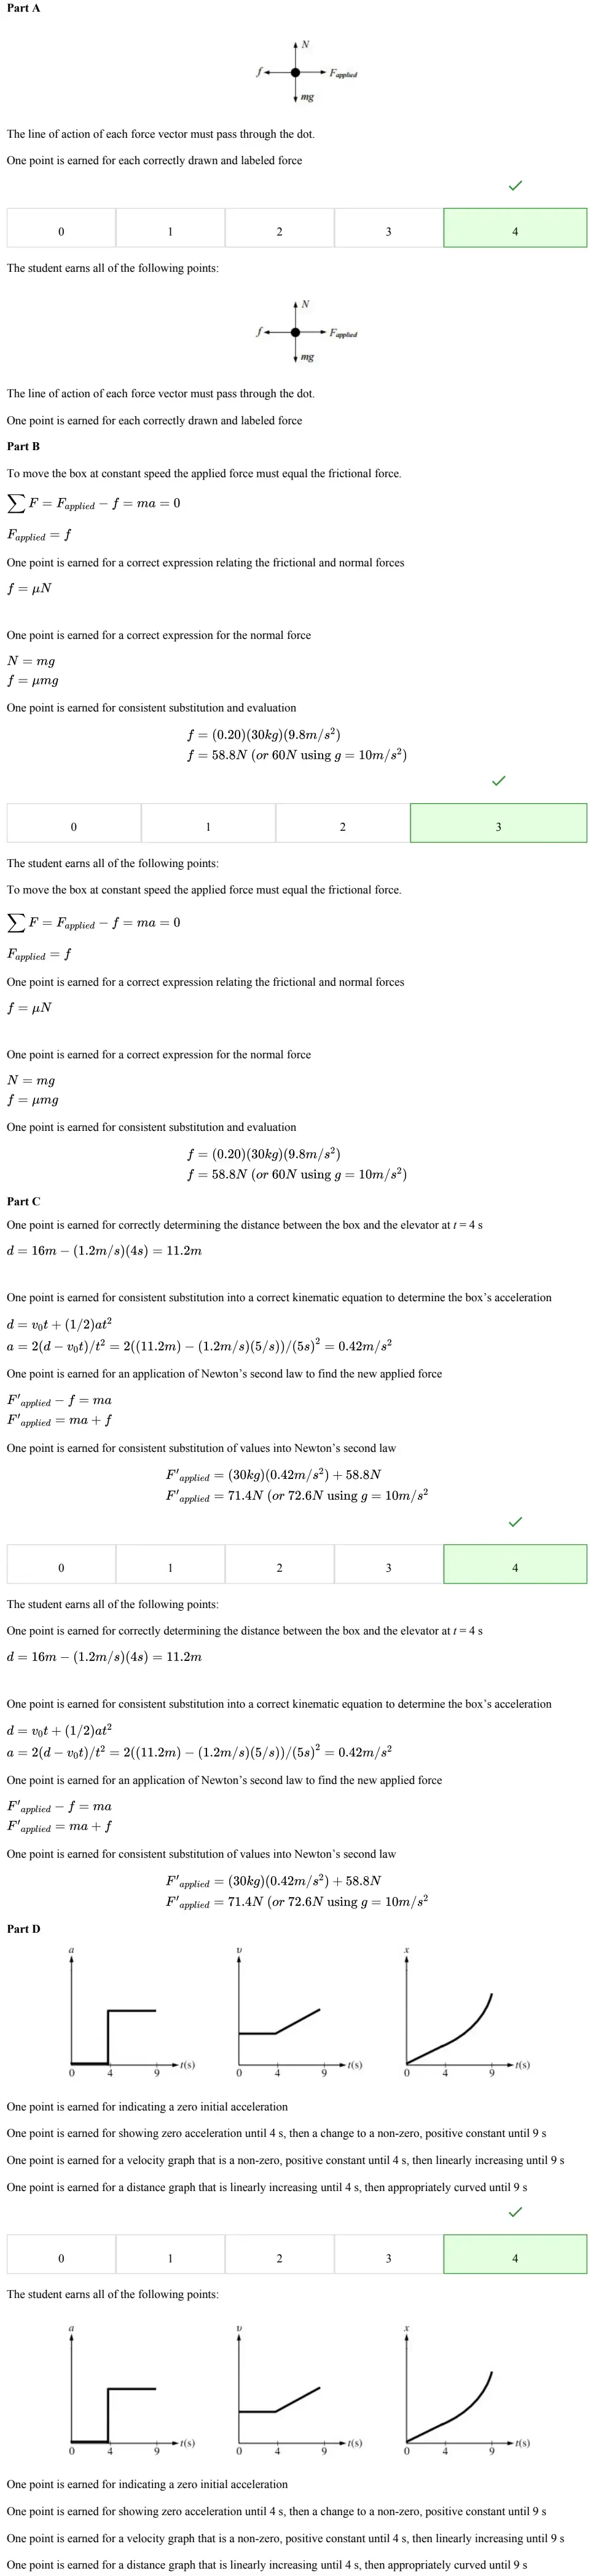 Part A
N
f
F_applied
mg
The line of action of each force vector must pass through the dot.
One point is earned for each correctly drawn and labeled force
0 1 2 3 4
The student earns all of the following points:
N
f
F_applied
mg
The line of action of each force vector must pass through the dot.
One point is earned for each correctly drawn and labeled force
Part B
To move the box at constant speed the applied force must equal the frictional force.
∑ F = F_applied − f = ma = 0
F_applied = f
One point is earned for a correct expression relating the frictional and normal forces
f = μN
One point is earned for a correct expression for the normal force
N = mg
f = μmg
One point is earned for consistent substitution and evaluation
f = (0.20)(30kg)(9.8m/s²)
f = 58.8N (or 60N using g = 10m/s²)
0 1 2 3
The student earns all of the following points:
To move the box at constant speed the applied force must equal the frictional force.
∑ F = F_applied − f = ma = 0
F_applied = f
One point is earned for a correct expression relating the frictional and normal forces
f = μN
One point is earned for a correct expression for the normal force
N = mg
f = μmg
One point is earned for consistent substitution and evaluation
f = (0.20)(30kg)(9.8m/s²)
f = 58.8N (or 60N using g = 10m/s²)
Part C
One point is earned for correctly determining the distance between the box and the elevator at t = 4 s
d = 16m − (1.2m/s)(4s) = 11.2m
One point is earned for consistent substitution into a correct kinematic equation to determine the box's acceleration
d = v₀t + (1/2)at²
a = 2(d − v₀t)/t² = 2((11.2m) − (1.2m/s)(5/s))/(5s)² = 0.42m/s²
One point is earned for an application of Newton's second law to find the new applied force
F′_applied − f = ma
F′_applied = ma + f
One point is earned for consistent substitution of values into Newton's second law
F′_applied = (30kg)(0.42m/s²) + 58.8N
F′_applied = 71.4N (or 72.6N using g = 10m/s²
0 1 2 3 4
The student earns all of the following points:
One point is earned for correctly determining the distance between the box and the elevator at t = 4 s
d = 16m − (1.2m/s)(4s) = 11.2m
One point is earned for consistent substitution into a correct kinematic equation to determine the box's acceleration
d = v₀t + (1/2)at²
a = 2(d − v₀t)/t² = 2((11.2m) − (1.2m/s)(5/s))/(5s)² = 0.42m/s²
One point is earned for an application of Newton's second law to find the new applied force
F′_applied − f = ma
F′_applied = ma + f
One point is earned for consistent substitution of values into Newton's second law
F′_applied = (30kg)(0.42m/s²) + 58.8N
F′_applied = 71.4N (or 72.6N using g = 10m/s²
Part D
a υ x
0 4 9 t(s) 0 4 9 t(s) 0 4 9 t(s)
One point is earned for indicating a zero initial acceleration
One point is earned for showing zero acceleration until 4 s, then a change to a non-zero, positive constant until 9 s
One point is earned for a velocity graph that is a non-zero, positive constant until 4 s, then linearly increasing until 9 s
One point is earned for a distance graph that is linearly increasing until 4 s, then appropriately curved until 9 s
0 1 2 3 4
The student earns all of the following points:
a υ x
0 4 9 t(s) 0 4 9 t(s) 0 4 9 t(s)
One point is earned for indicating a zero initial acceleration
One point is earned for showing zero acceleration until 4 s, then a change to a non-zero, positive constant until 9 s
One point is earned for a velocity graph that is a non-zero, positive constant until 4 s, then linearly increasing until 9 s
One point is earned for a distance graph that is linearly increasing until 4 s, then appropriately curved until 9 s